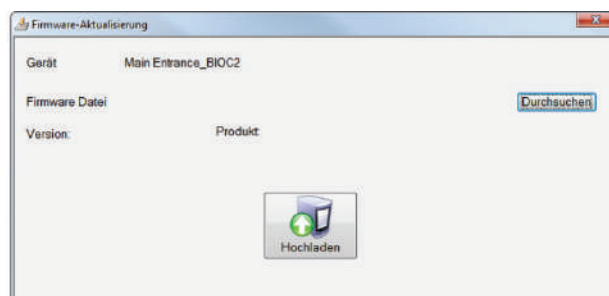 Firmware-Aktualisierung
Gerät Main Entrance_BIOC2
Firmware Datei Durchsuchen
Version: Produkt:
Hochladen